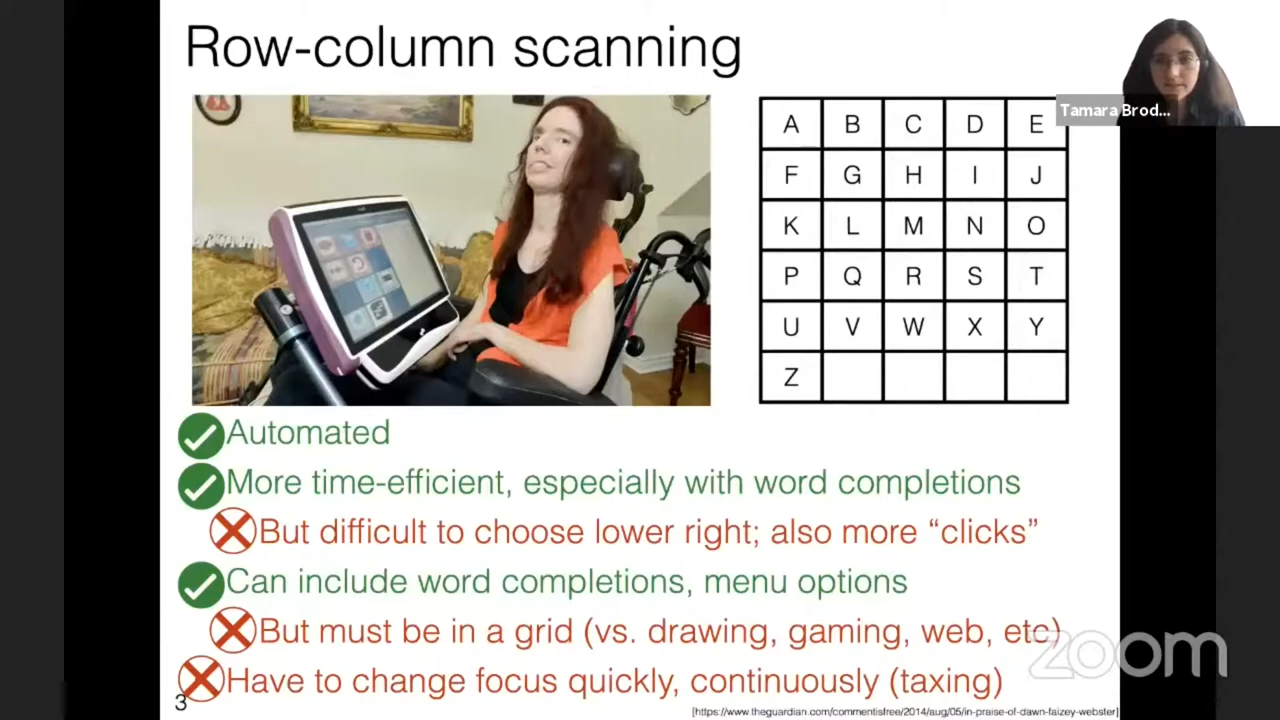 Row-column scanning
Tamara Brod...
A B C D E
F G H I J
K L M N O
P Q R S T
U V W X Y
Z
Automated
More time-efficient, especially with word completions
But difficult to choose lower right; also more “clicks”
Can include word completions, menu options
But must be in a grid (vs. drawing, gaming, web, etc)
Have to change focus quickly, continuously (taxing)
zoom
3
[https://www.theguardian.com/commentisfree/2014/aug/05/in-praise-of-dawn-faizey-webster]